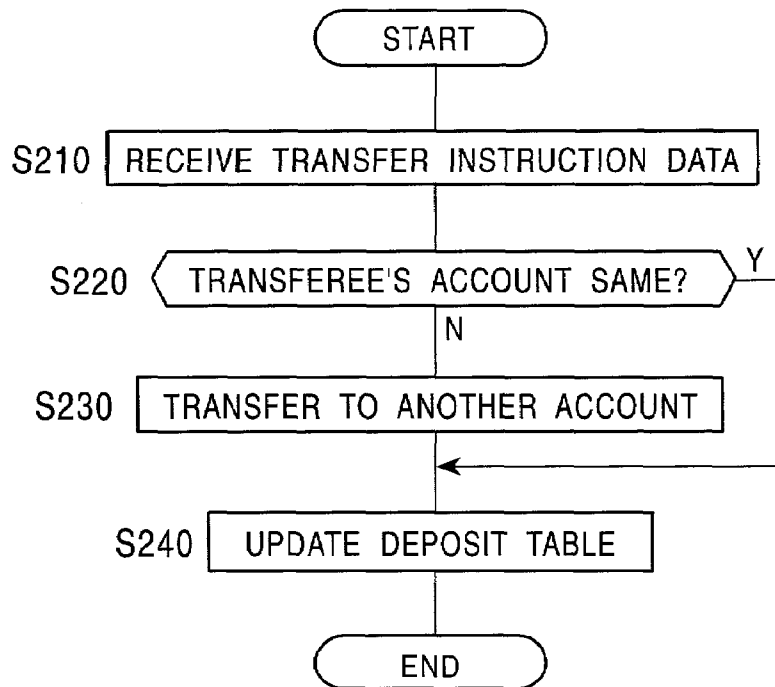 START
S210 RECEIVE TRANSFER INSTRUCTION DATA
S220 TRANSFEREE'S ACCOUNT SAME? Y
N
S230 TRANSFER TO ANOTHER ACCOUNT
S240 UPDATE DEPOSIT TABLE
END